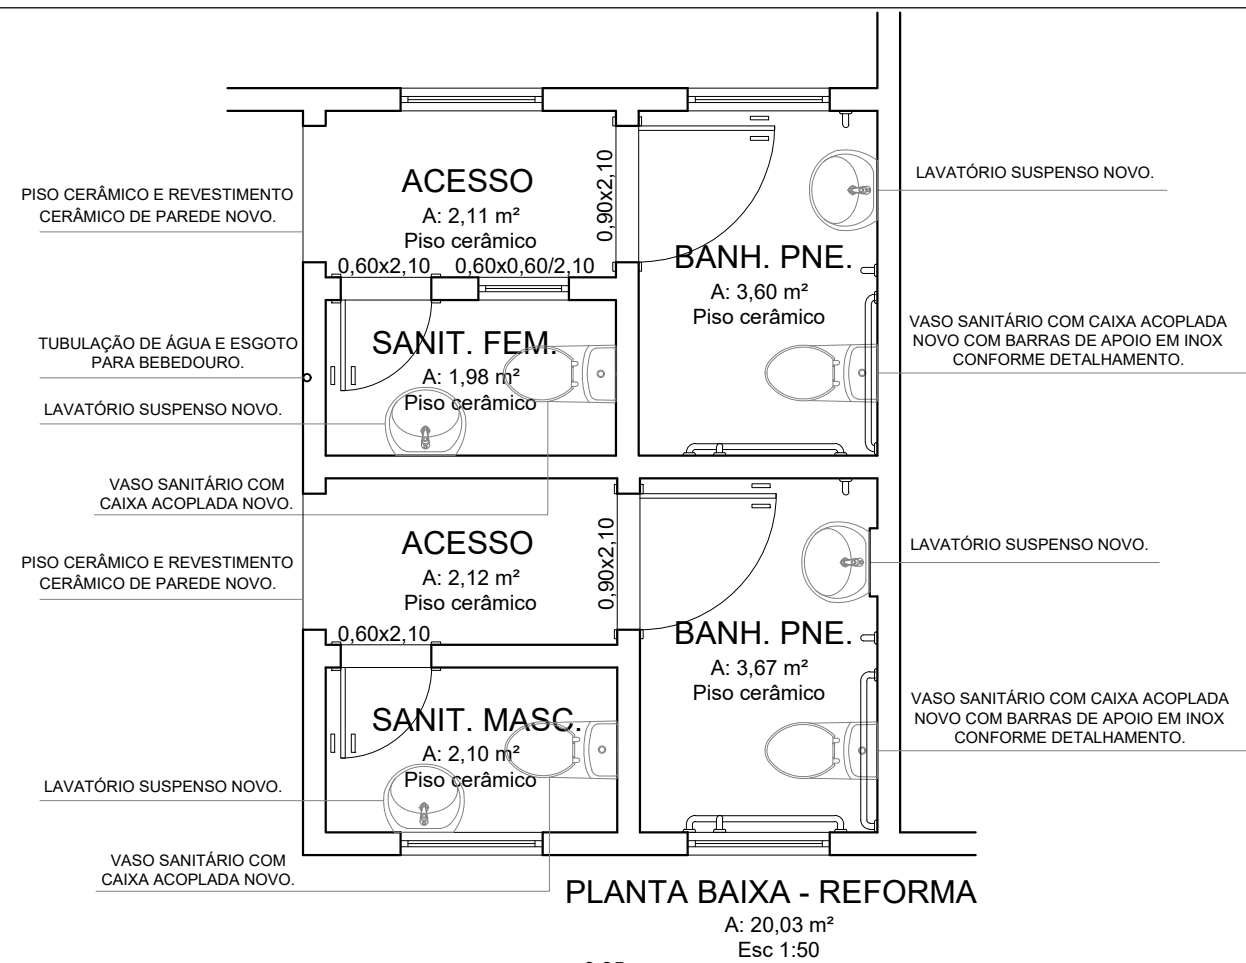 ACESSO
A: 2,11 m²
Piso cerâmico
0,60x2,10
0,60x0,60/2,10
0,90x2,10
PISO CERÂMICO E REVESTIMENTO
CERÂMICO DE PAREDE NOVO.
LAVATÓRIO SUSPENSO NOVO.
BANH. PNE.
A: 3,60 m²
Piso cerâmico
VASO SANITÁRIO COM CAIXA ACOPLADA
NOVO COM BARRAS DE APOIO EM INOX
CONFORME DETALHAMENTO.
SANIT. FEM.
A: 1,98 m²
Piso cerâmico
TUBULAÇÃO DE ÁGUA E ESGOTO
PARA BEBEDOURO.
LAVATÓRIO SUSPENSO NOVO.
VASO SANITÁRIO COM
CAIXA ACOPLADA NOVO.
ACESSO
A: 2,12 m²
Piso cerâmico
0,60x2,10
0,90x2,10
PISO CERÂMICO E REVESTIMENTO
CERÂMICO DE PAREDE NOVO.
LAVATÓRIO SUSPENSO NOVO.
BANH. PNE.
A: 3,67 m²
Piso cerâmico
VASO SANITÁRIO COM CAIXA ACOPLADA
NOVO COM BARRAS DE APOIO EM INOX
CONFORME DETALHAMENTO.
SANIT. MASC.
A: 2,10 m²
Piso cerâmico
LAVATÓRIO SUSPENSO NOVO.
VASO SANITÁRIO COM
CAIXA ACOPLADA NOVO.
PLANTA BAIXA - REFORMA
A: 20,03 m²
Esc 1:50